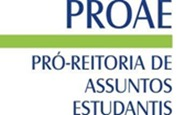 PROAE
PRÓ-REITORIA DE
ASSUNTOS
ESTUDANTIS